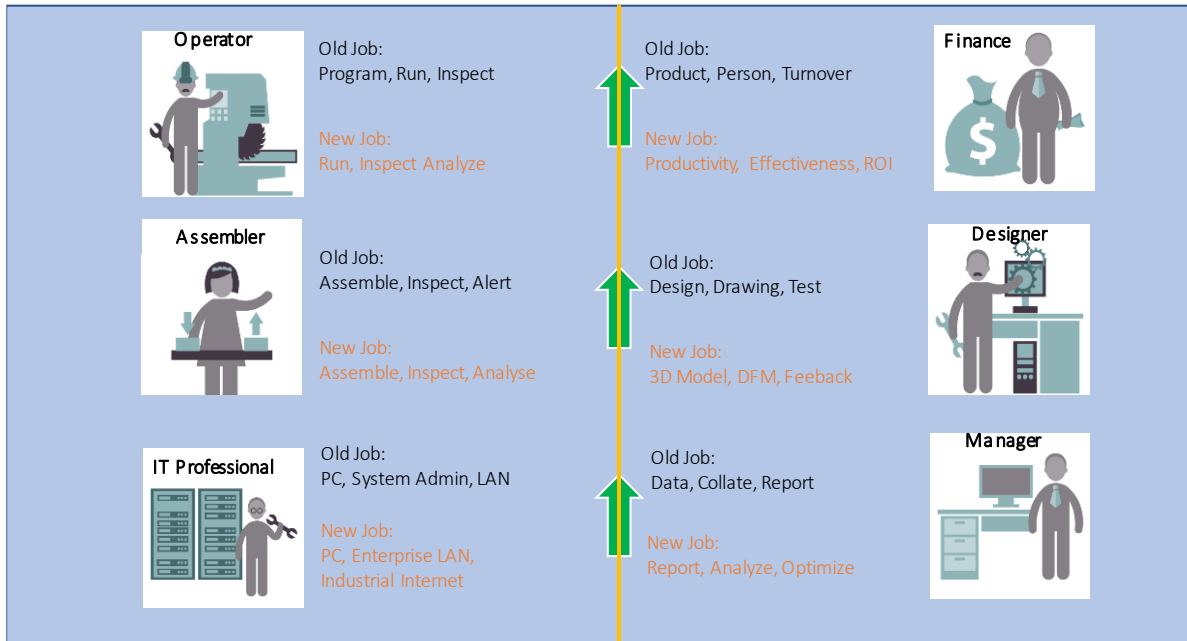 Operator
Old Job:
Program, Run, Inspect
New Job:
Run, Inspect Analyze
Finance
Old Job:
Product, Person, Turnover
New Job:
Productivity, Effectiveness, ROI
$
Assembler
Old Job:
Assemble, Inspect, Alert
New Job:
Assemble, Inspect, Analyse
Designer
Old Job:
Design, Drawing, Test
New Job:
3D Model, DFM, Feeback
IT Professional
Old Job:
PC, System Admin, LAN
New Job:
PC, Enterprise LAN,
Industrial Internet
Manager
Old Job:
Data, Collate, Report
New Job:
Report, Analyze, Optimize